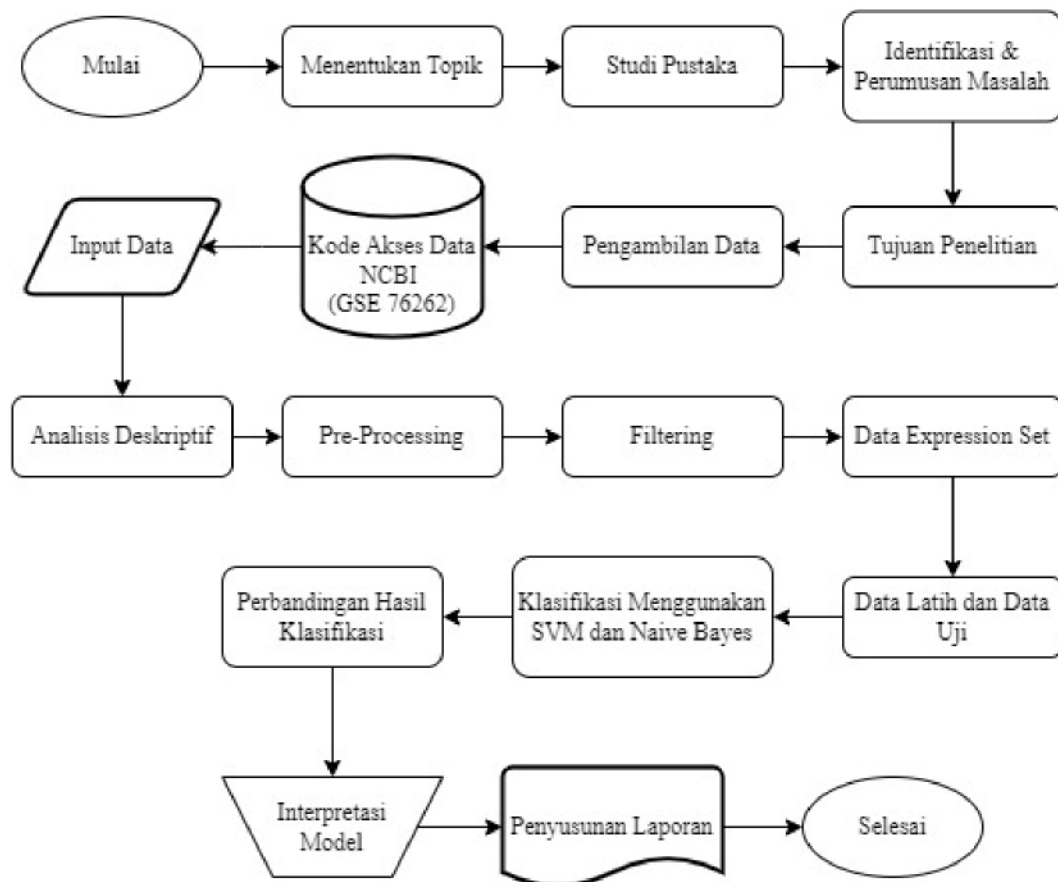 Mulai
Menentukan Topik
Studi Pustaka
Identifikasi &
Perumusan Masalah
Tujuan Penelitian
Pengambilan Data
Kode Akses Data
NCBI
(GSE 76262)
Input Data
Analisis Deskriptif
Pre-Processing
Filtering
Data Expression Set
Data Latih dan Data
Uji
Klasifikasi Menggunakan
SVM dan Naive Bayes
Perbandingan Hasil
Klasifikasi
Interpretasi
Model
Penyusunan Laporan
Selesai